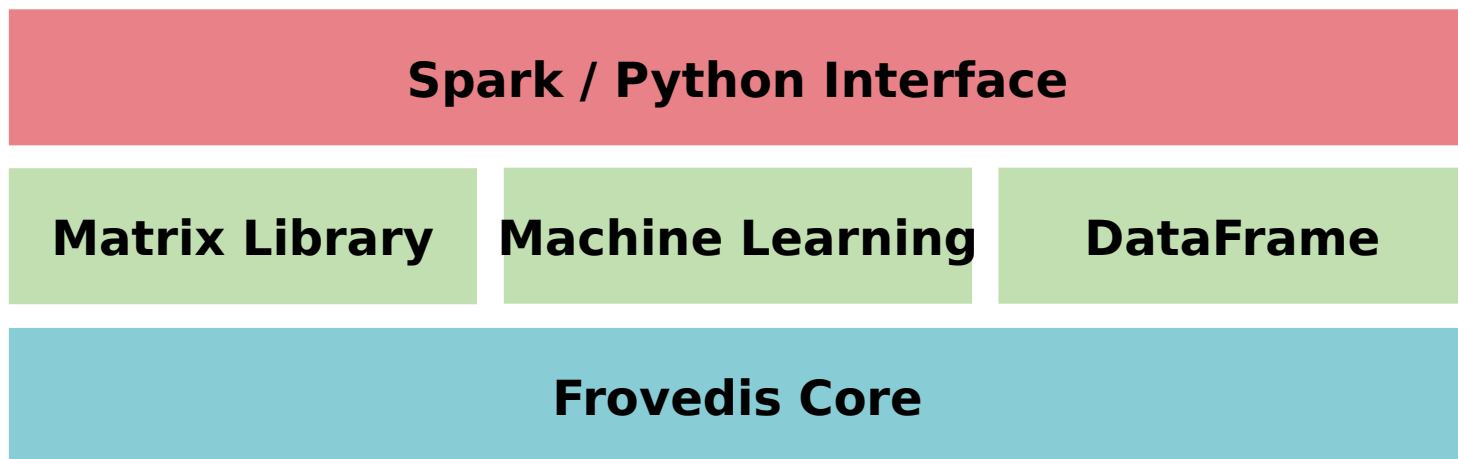 Spark / Python Interface
Matrix Library
Machine Learning
DataFrame
Frovedis Core